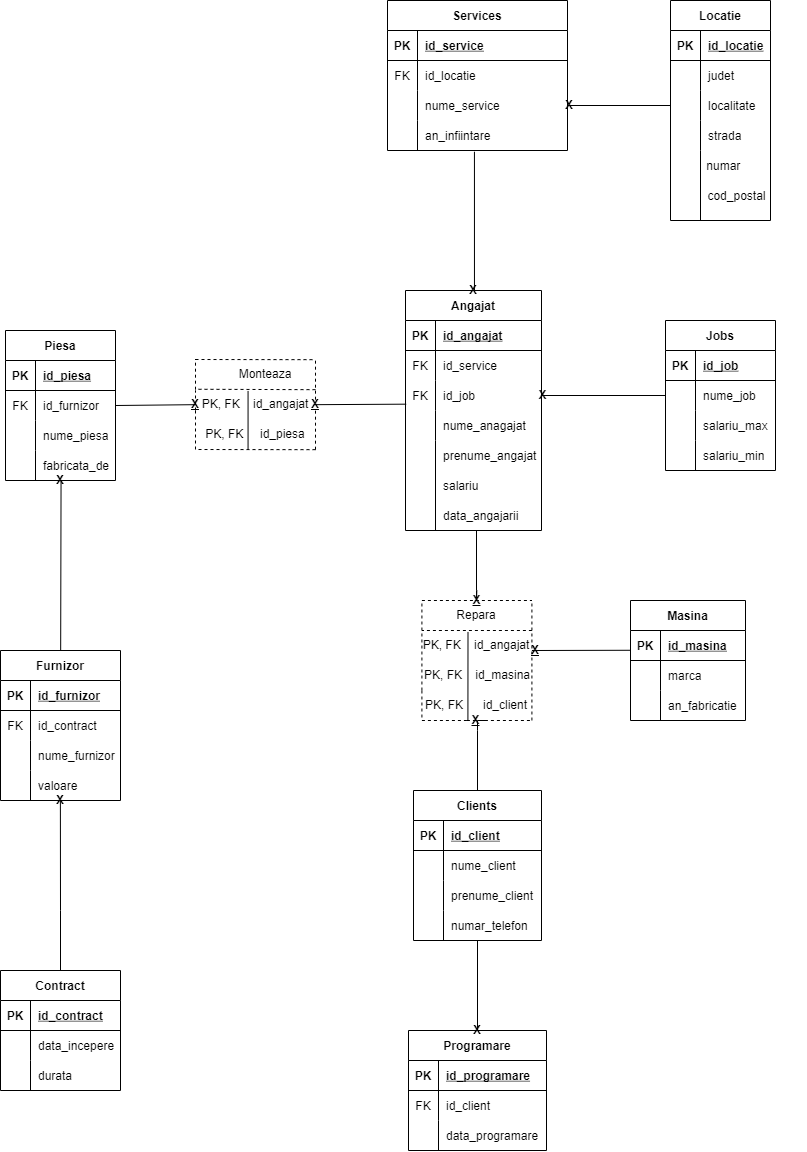 Services
PK id_service
FK id_locatie
nume_service
an_infiintare
Locatie
PK id_locatie
judet
localitate
strada
numar
cod_postal
X
X
Angajat
PK id_angajat
FK id_service
FK id_job
nume_anagajat
prenume_angajat
salariu
data_angajarii
X
Jobs
PK id_job
nume_job
salariu_max
salariu_min
Piesa
PK id_piesa
FK id_furnizor
nume_piesa
fabricata_de
X
Monteaza
X PK, FK id_angajat X
PK, FK id_piesa
X
Repara
PK, FK id_angajat
PK, FK id_masina
PK, FK id_client
X
X
Masina
PK id_masina
marca
an_fabricatie
Furnizor
PK id_furnizor
FK id_contract
nume_furnizor
valoare
X
Clients
PK id_client
nume_client
prenume_client
numar_telefon
Contract
PK id_contract
data_incepere
durata
X
Programare
PK id_programare
FK id_client
data_programare